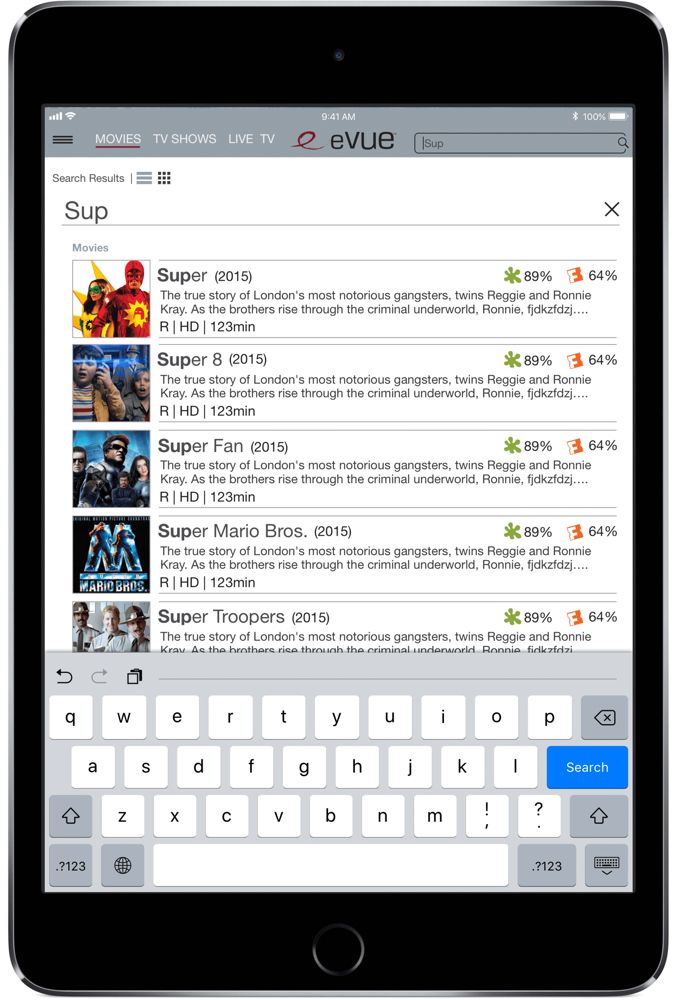 9:41 AM
100%
MOVIES TV SHOWS LIVE TV eVUE Sup
Search Results |
Sup
Movies
Super (2015) 89% 64%
The true story of London's most notorious gangsters, twins Reggie and Ronnie
Kray. As the brothers rise through the criminal underworld, Ronnie, fjdkzfdzj....
R | HD | 123min
Super 8 (2015) 89% 64%
The true story of London's most notorious gangsters, twins Reggie and Ronnie
Kray. As the brothers rise through the criminal underworld, Ronnie, fjdkzfdzj....
R | HD | 123min
Super Fan (2015) 89% 64%
The true story of London's most notorious gangsters, twins Reggie and Ronnie
Kray. As the brothers rise through the criminal underworld, Ronnie, fjdkzfdzj....
R | HD | 123min
ORIGINAL MOTION PICTURE SOUNDTRACK
MARIO BROS.
Super Mario Bros. (2015) 89% 64%
The true story of London's most notorious gangsters, twins Reggie and Ronnie
Kray. As the brothers rise through the criminal underworld, Ronnie, fjdkzfdzj....
R | HD | 123min
Super Troopers (2015) 89% 64%
The true story of London's most notorious gangsters, twins Reggie and Ronnie
Kray. As the brothers rise through the criminal underworld, Ronnie, fjdkzfdzj
q w e r t y u i o p
a s d f g h j k l Search
z x c v b n m ! , ? .
.?123 .?123